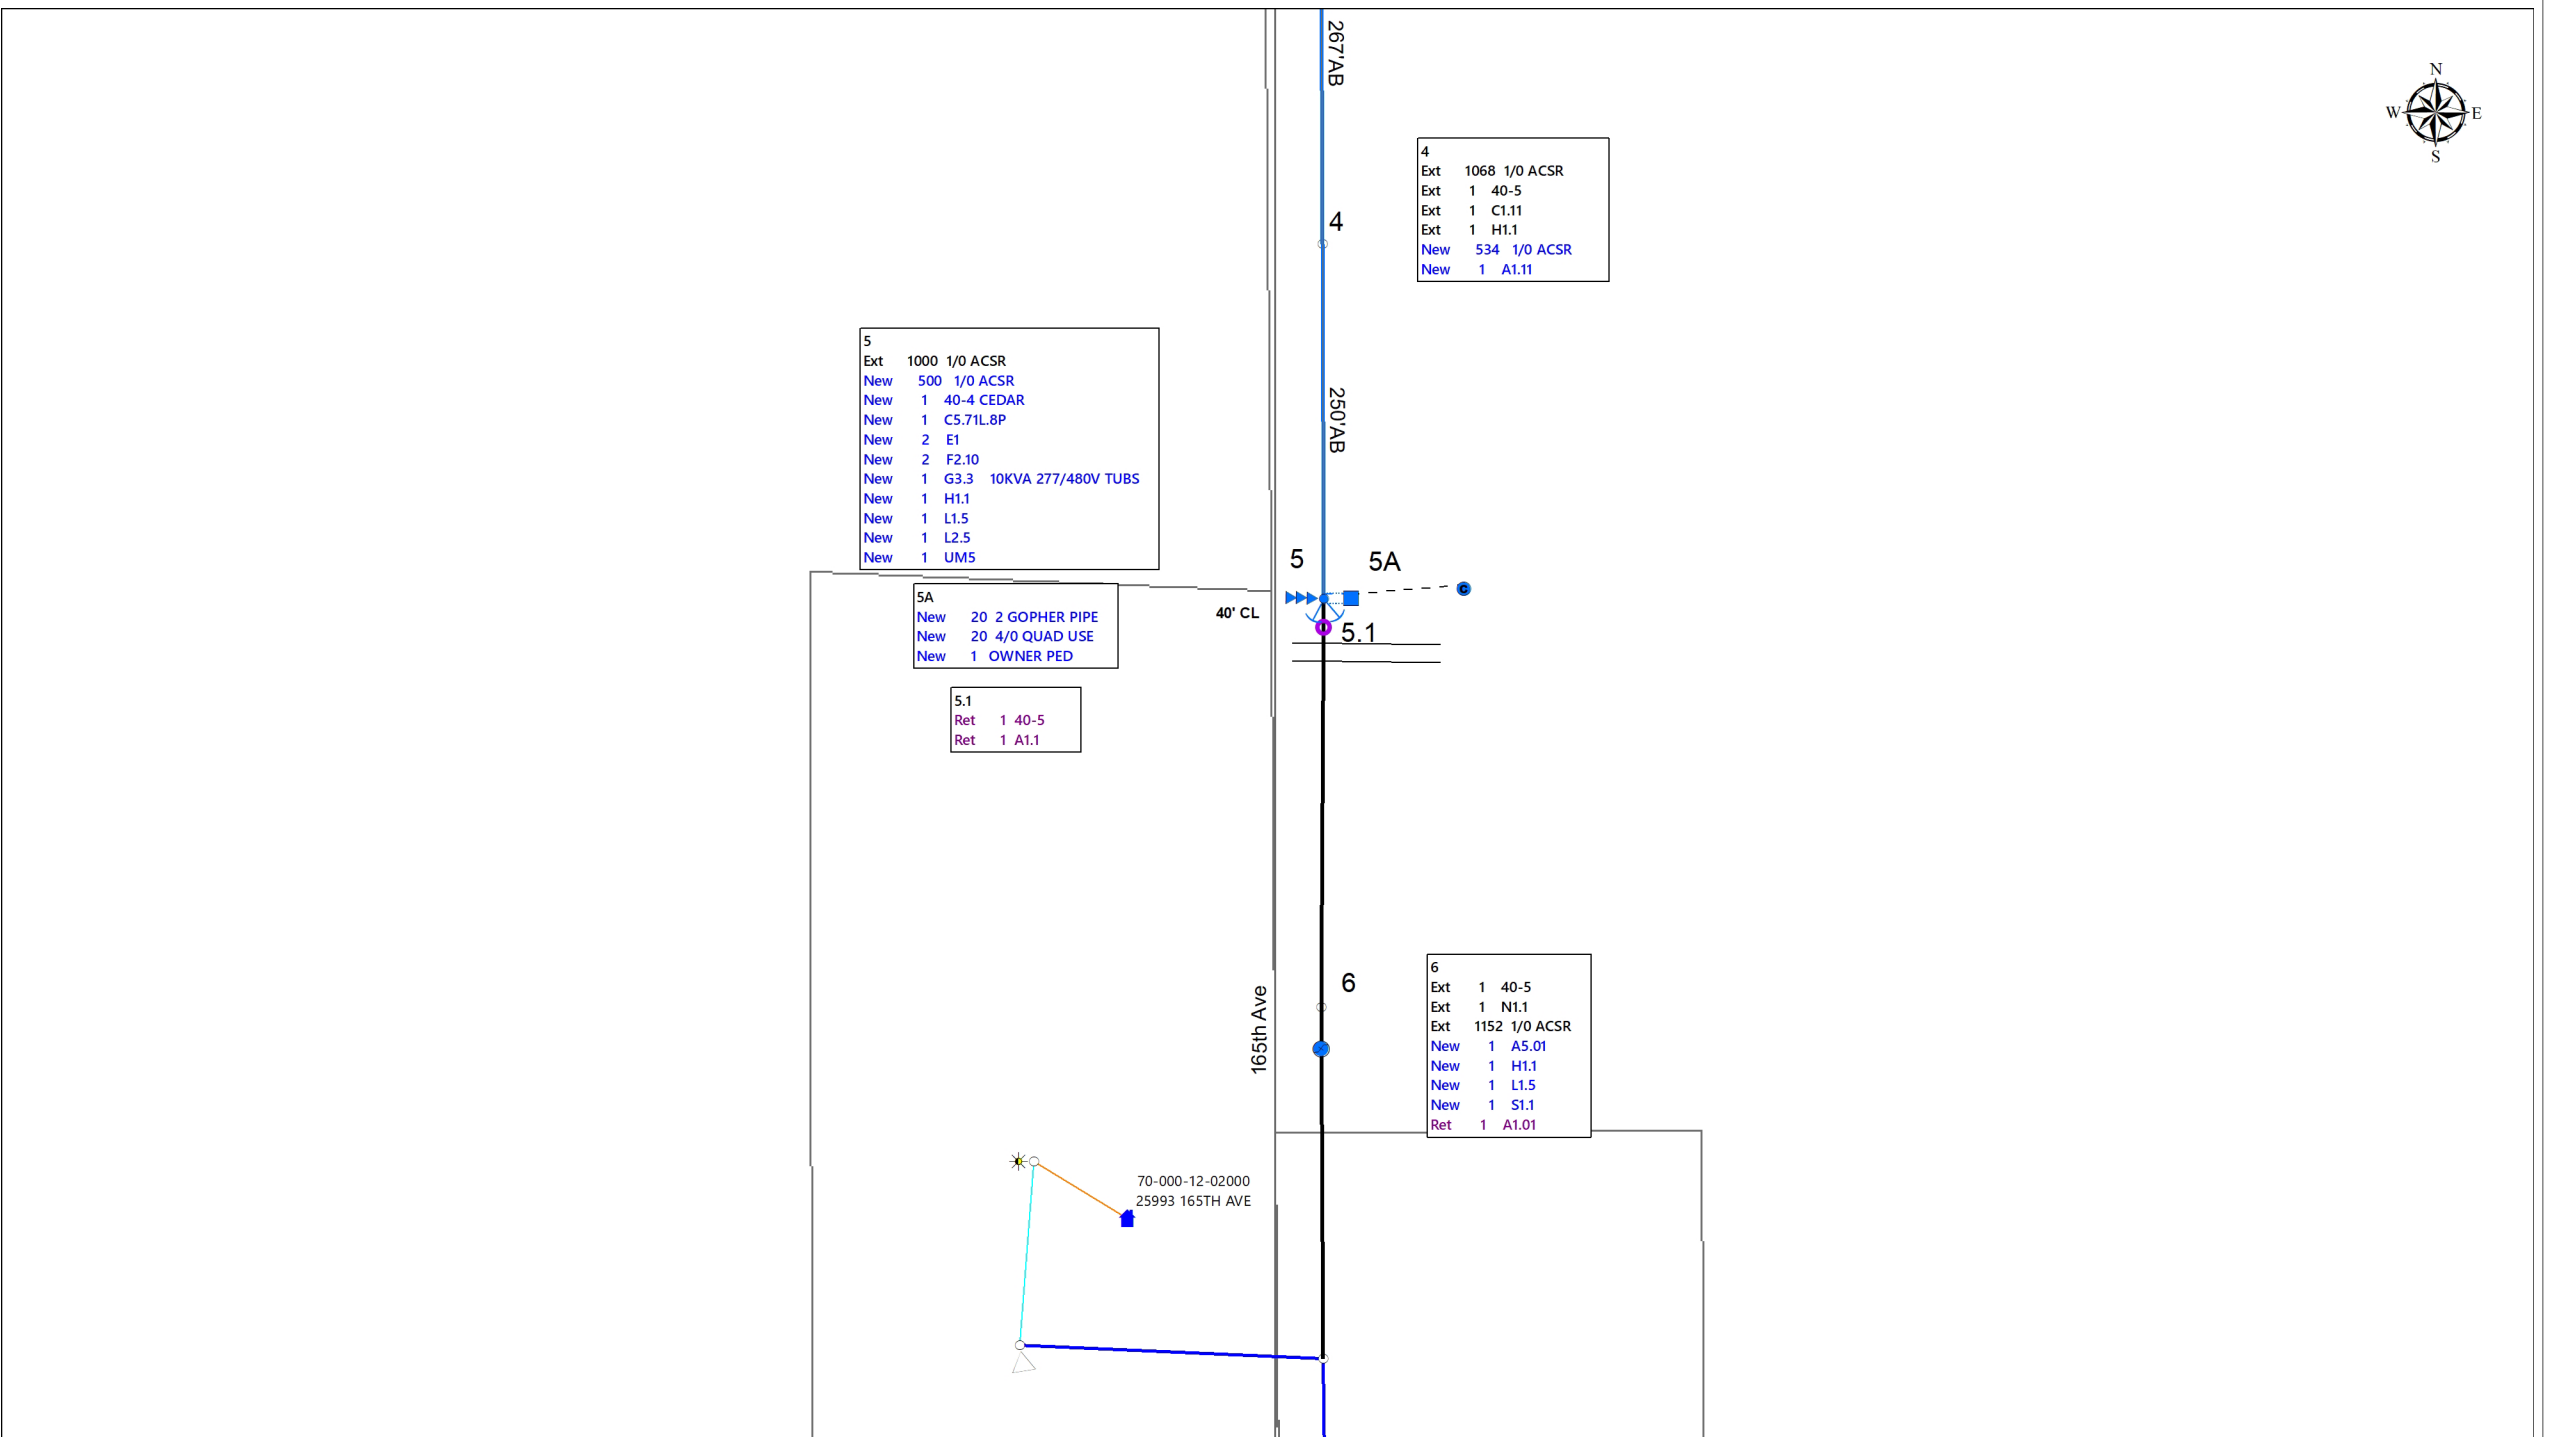 267'AB
N
W E
S
4
Ext 1068 1/0 ACSR
Ext 1 40-5
Ext 1 C1.11
Ext 1 H1.1
New 534 1/0 ACSR
New 1 A1.11
4
5
Ext 1000 1/0 ACSR
New 500 1/0 ACSR
New 1 40-4 CEDAR
New 1 C5.71L.8P
New 2 E1
New 2 F2.10
New 1 G3.3 10KVA 277/480V TUBS
New 1 H1.1
New 1 L1.5
New 1 L2.5
New 1 UM5
250'AB
5 5A
C
5A
New 20 2 GOPHER PIPE
New 20 4/0 QUAD USE
New 1 OWNER PED
40' CL
5.1
5.1
Ret 1 40-5
Ret 1 A1.1
6
165th Ave
6
Ext 1 40-5
Ext 1 N1.1
Ext 1152 1/0 ACSR
New 1 A5.01
New 1 H1.1
New 1 L1.5
New 1 S1.1
Ret 1 A1.01
70-000-12-02000
25993 165TH AVE